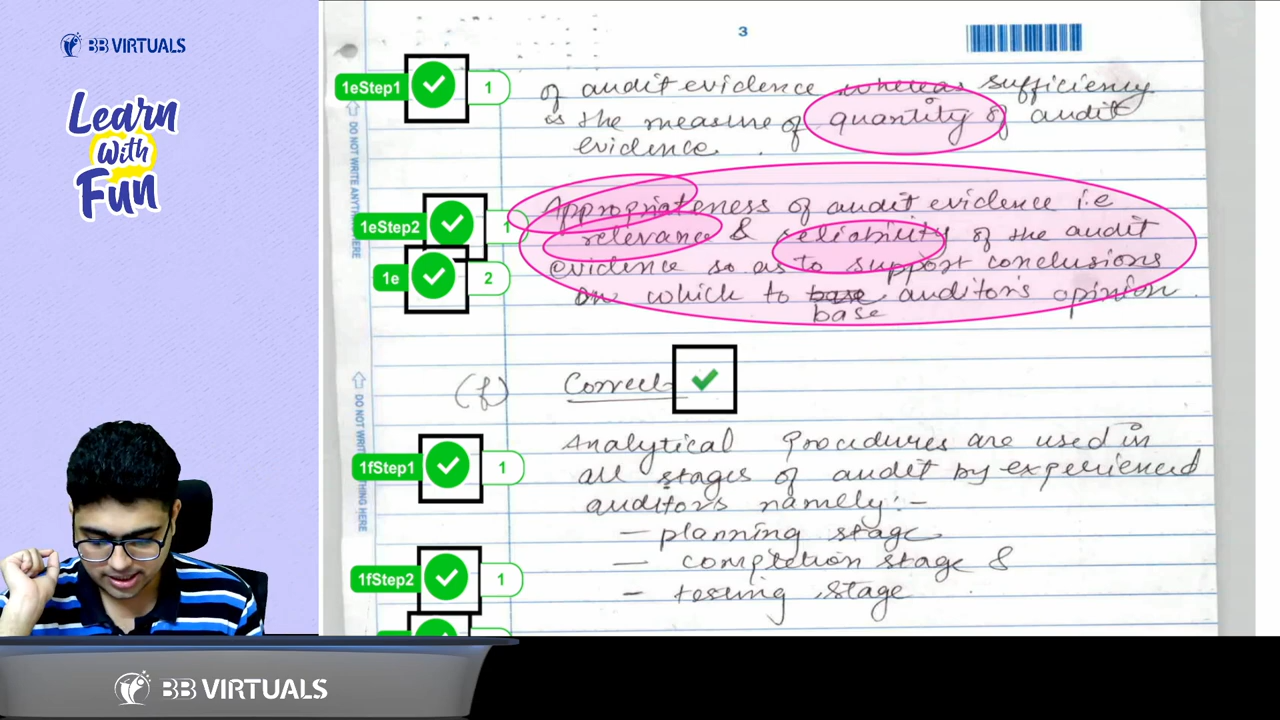 BB VIRTUALS
Learn
With
Fun
3
1eStep1
1
of audit evidence whereas sufficiency
is the measure of quantity of audit
evidence.
DO NOT WRITE ANYTHING HERE
1eStep2
1
1e
2
Appropriateness of audit evidence i.e
relevance & reliability of the audit
evidence so as to support conclusions
on which to base auditor's opinion.
base
(f) Correct
DO NOT WRITE ANYTHING HERE
1fStep1
1
Analytical procedures are used in
all stages of audit by experienced
auditors namely:-
- planning stage
- completion stage &
1fStep2
1
- testing stage
BB VIRTUALS